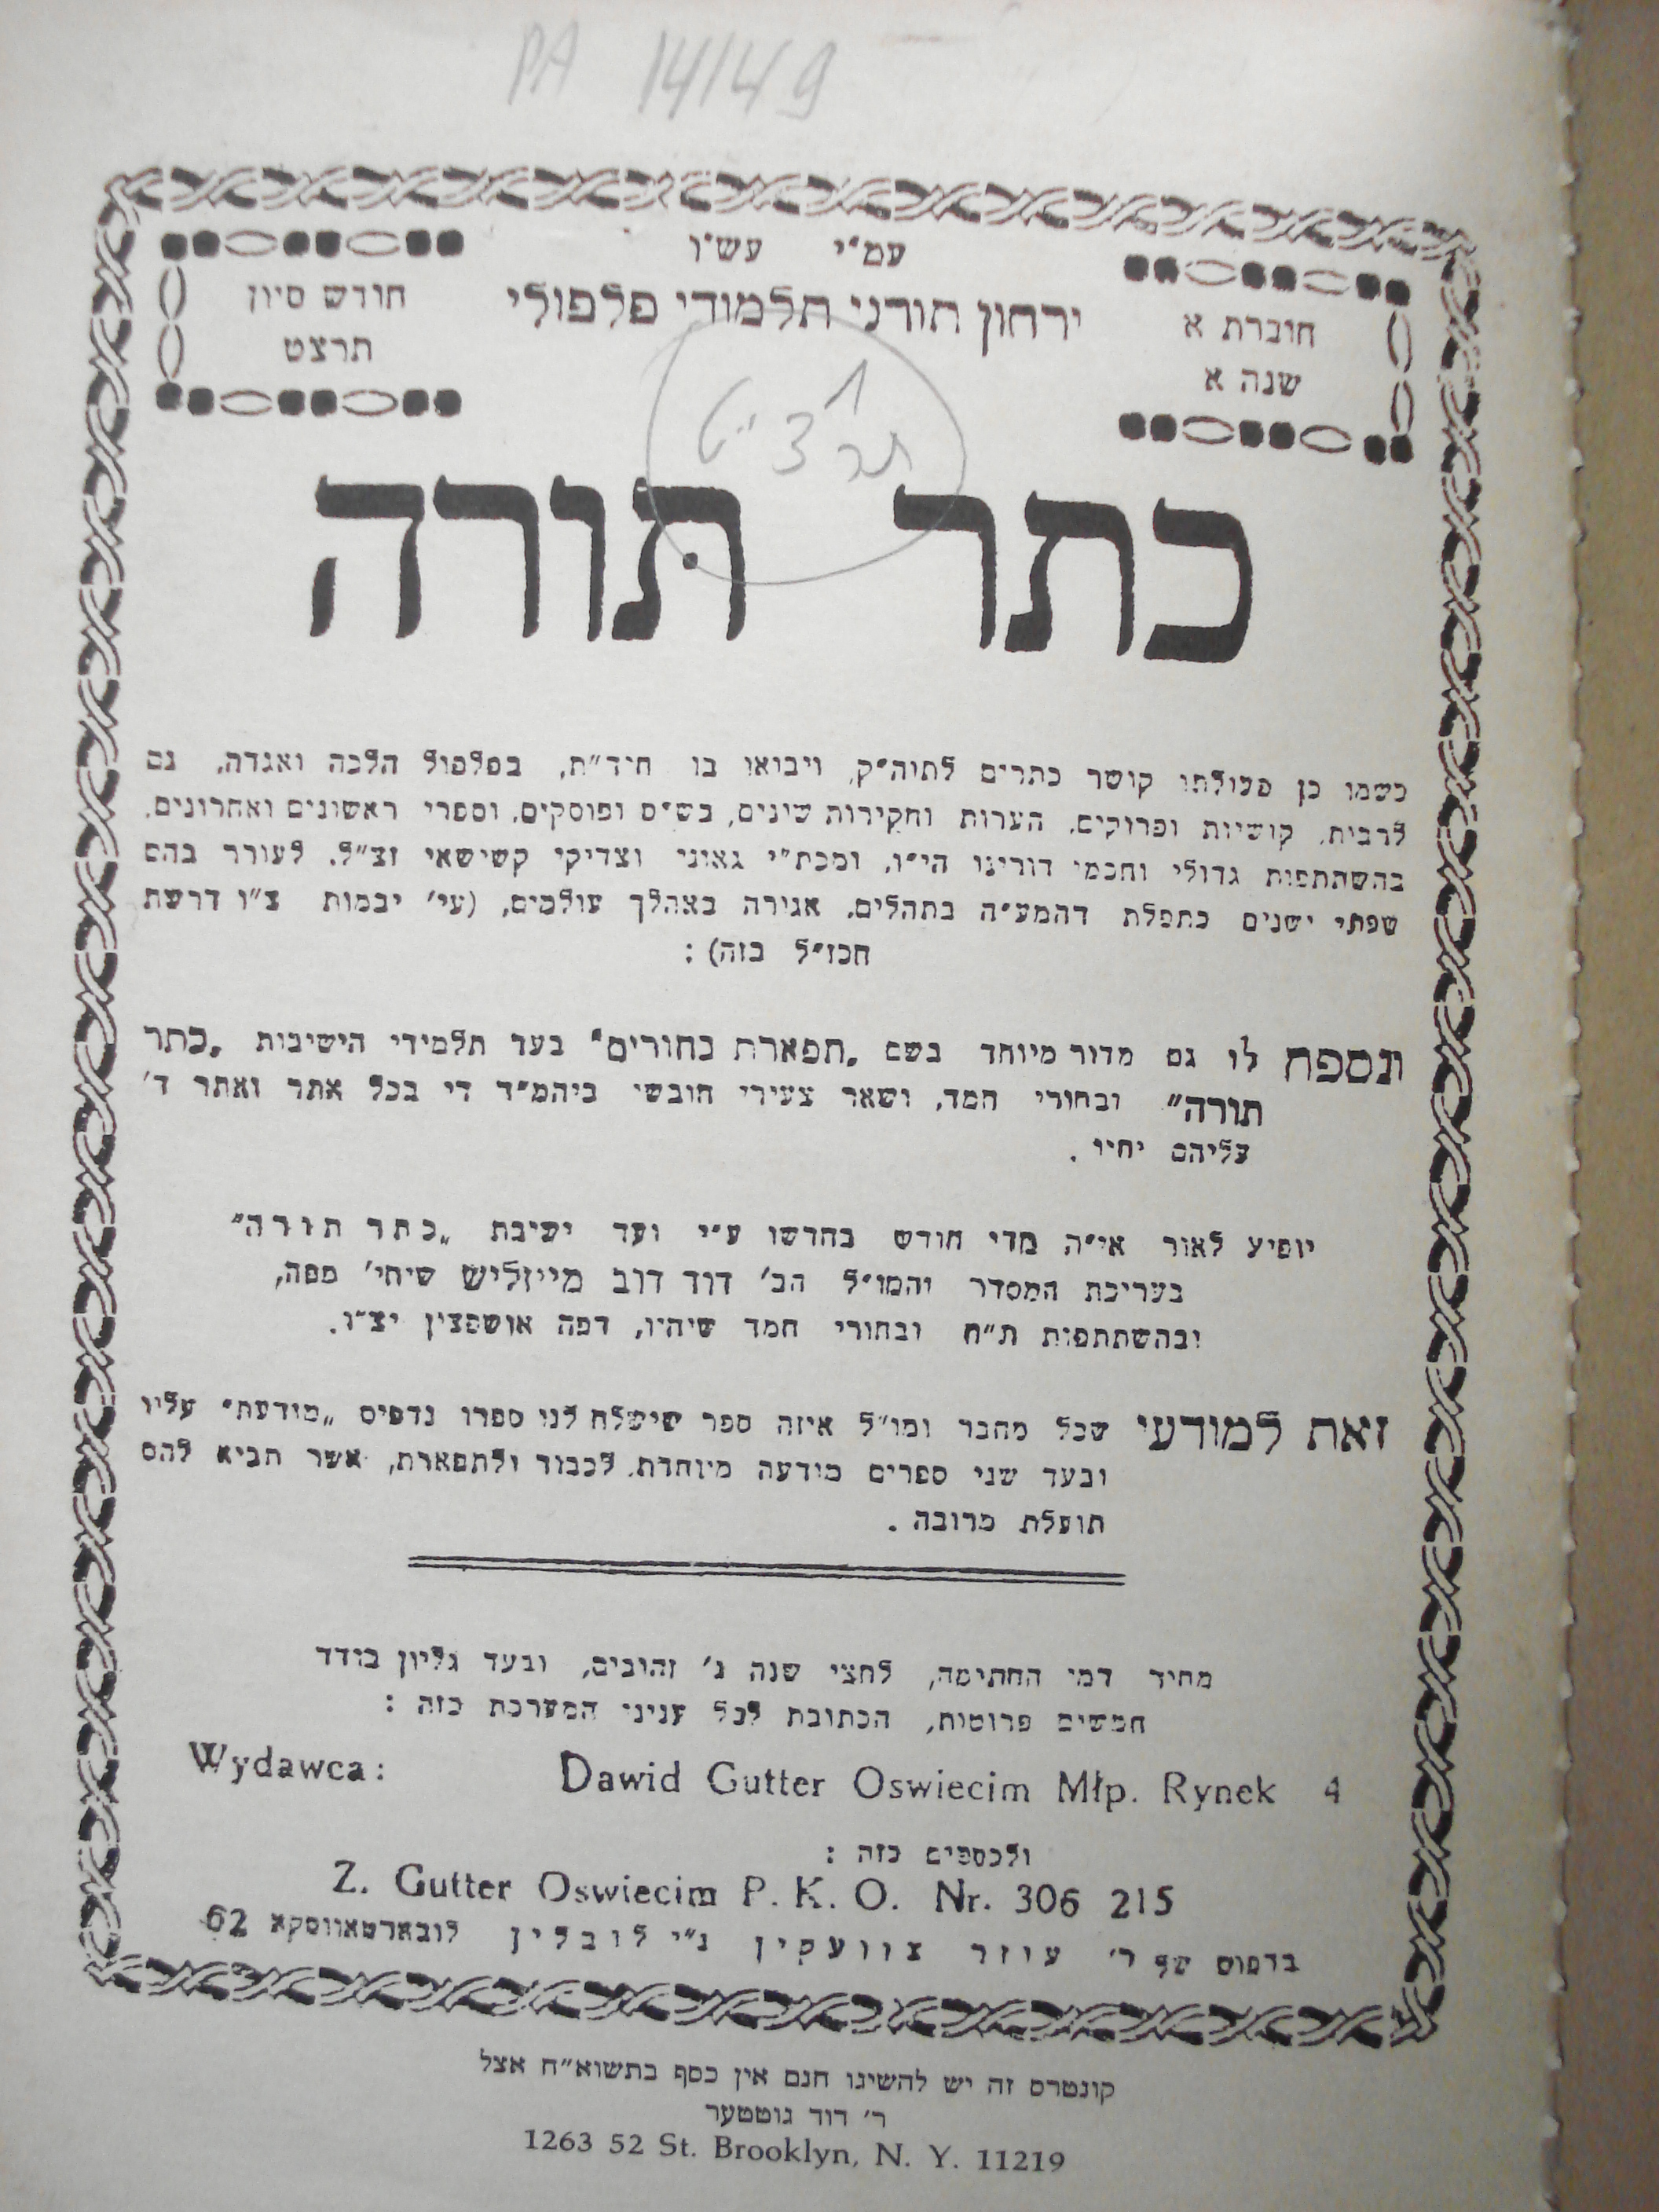 PA 14149
עמ״י עש״ו
ירחון תורני תלמודי פלפולי
חוברת א
שנה א
חודש סיון
תרצט
תרצ״ט
כתר תורה
כשמו כן פעולתו קושר כתרים לתוה״ק, ויבואו בו חיד״ת, בפלפול הלכה ואגדה, גם
לרבית, קושיות ופרוקים, הערות וחקירות שונים, בש״ס ופוסקים, וספרי ראשונים ואחרונים,
בהשתתפות גדולי וחכמי דורינו הי״ו, ומכת״י גאוני וצדיקי קשישאי זצ״ל, לעורר בהם
שפתי ישנים כתפלת דהמע״ה בתהלים, אגורה באהלך עולמים, (עי׳ יבמות צ״ו דרשת
חכז״ל בזה) :
ונספח לו גם מדור מיוחד בשם „תפארת בחורים״ בעד תלמידי הישיבות „כתר
תורה״ ובחורי חמד, ושאר צעירי חובשי ביהמ״ד די בכל אתר ואתר ד׳
עליהם יחיו .
יופיע לאור אי״ה מדי חודש בחדשו ע״י ועד ישיבת „כתר תורה״
בעריכת המסדר והמו״ל הב׳ דוד דוב מייזליש שיחי׳ מפה,
ובהשתתפות ת״ח ובחורי חמד שיהיו, דפה אושפצין יצ״ו.
זאת למודעי שכל מחבר ומו״ל איזה ספר שישלח לנו ספרו נדפיס „מודעת״ עליו
ובעד שני ספרים מודעה מיוחדת, לכבוד ולתפארת, אשר תביא להם
תועלת מרובה .
מחיר דמי החתימה, לחצי שנה ג׳ זהובים, ובעד גליון בודד
חמשים פרוטות, הכתובת לכל עניני המערכת כזה :
Wydawca: Dawid Gutter Oswiecim Młp. Rynek 4
ולכספים כזה :
Z. Gutter Oswiecim P. K. O. Nr. 306 215
בדפוס של ר׳ עוזר צוועקין נ״י לובלין לובארטאווסקא 62
קונטרס זה יש להשיגו חנם אין כסף בתשוא״ח אצל
ר׳ דוד גוטטער
1263 52 St. Brooklyn, N. Y. 11219